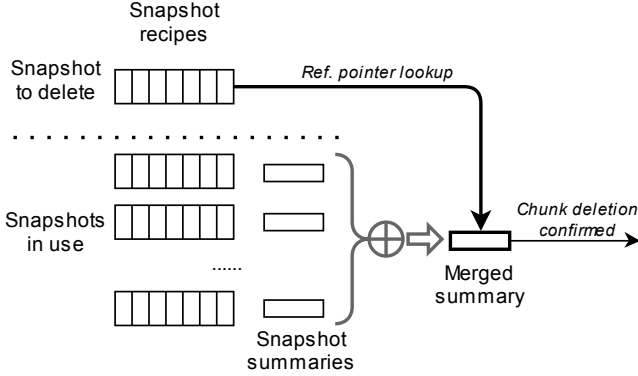 Snapshot
recipes
Snapshot
to delete
Ref. pointer lookup
Snapshots
in use
......
Chunk deletion
confirmed
Merged
summary
Snapshot
summaries